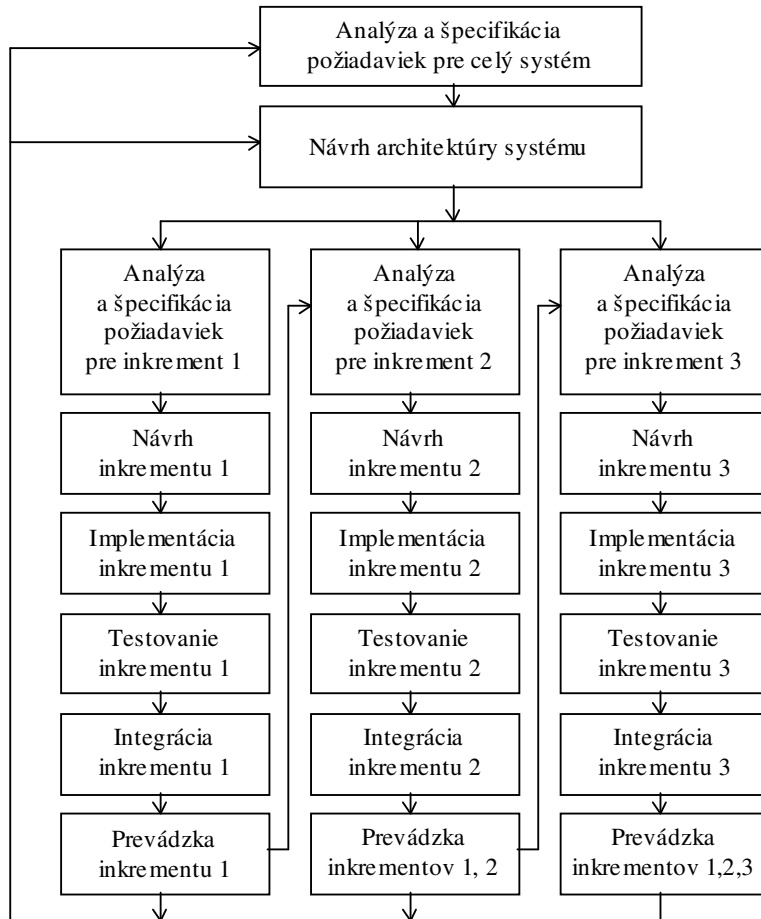 Analýza a špecifikácia
požiadaviek pre celý systém
Návrh architektúry systému
Analýza
a špecifikácia
požiadaviek
pre inkrement 1
Návrh
inkrementu 1
Implementácia
inkrementu 1
Testovanie
inkrementu 1
Integrácia
inkrementu 1
Prevádzka
inkrementu 1
Analýza
a špecifikácia
požiadaviek
pre inkrement 2
Návrh
inkrementu 2
Implementácia
inkrementu 2
Testovanie
inkrementu 2
Integrácia
inkrementu 2
Prevádzka
inkrementov 1, 2
Analýza
a špecifikácia
požiadaviek
pre inkrement 3
Návrh
inkrementu 3
Implementácia
inkrementu 3
Testovanie
inkrementu 3
Integrácia
inkrementu 3
Prevádzka
inkrementov 1,2,3